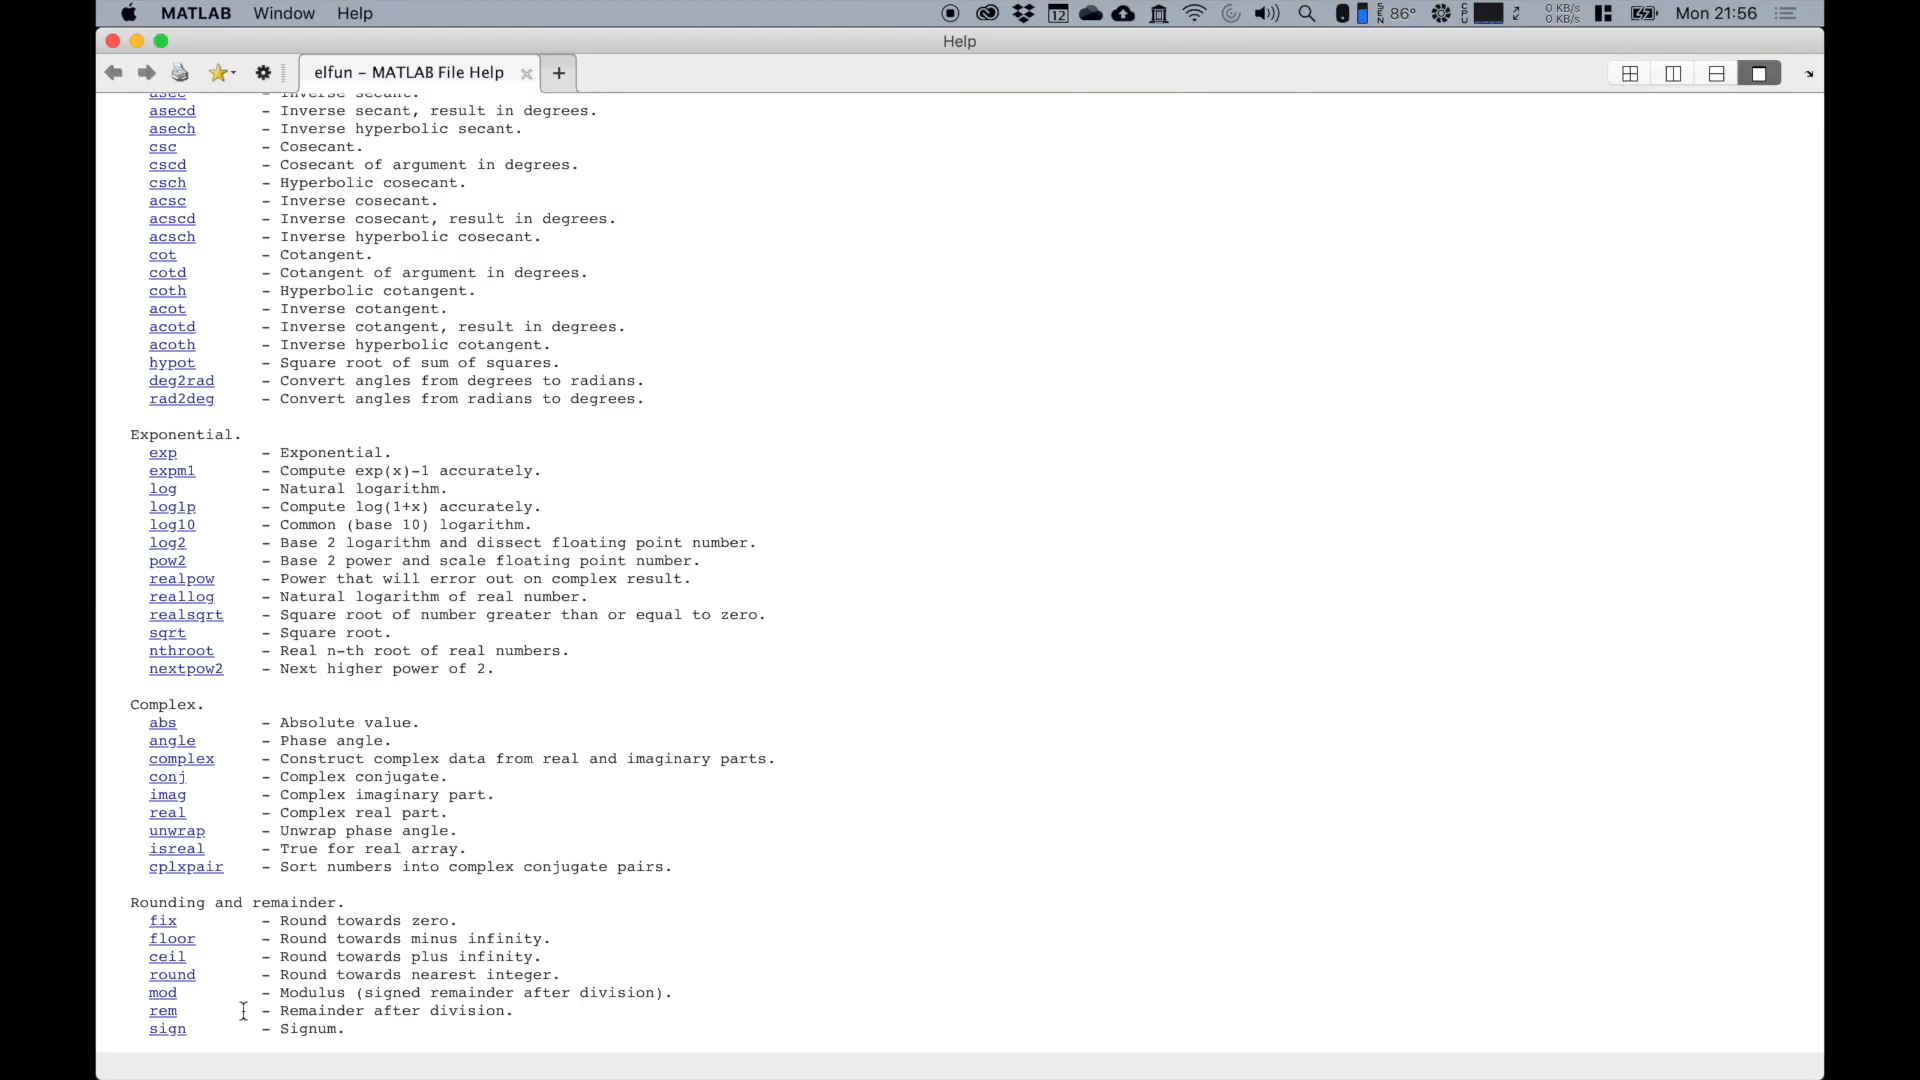 MATLAB Window Help
12 SEN 86° CPU 0 KB/s 0 KB/s Mon 21:56
Help
elfun – MATLAB File Help
asec – Inverse secant.
asecd – Inverse secant, result in degrees.
asech – Inverse hyperbolic secant.
csc – Cosecant.
cscd – Cosecant of argument in degrees.
csch – Hyperbolic cosecant.
acsc – Inverse cosecant.
acscd – Inverse cosecant, result in degrees.
acsch – Inverse hyperbolic cosecant.
cot – Cotangent.
cotd – Cotangent of argument in degrees.
coth – Hyperbolic cotangent.
acot – Inverse cotangent.
acotd – Inverse cotangent, result in degrees.
acoth – Inverse hyperbolic cotangent.
hypot – Square root of sum of squares.
deg2rad – Convert angles from degrees to radians.
rad2deg – Convert angles from radians to degrees.
Exponential.
exp – Exponential.
expm1 – Compute exp(x)-1 accurately.
log – Natural logarithm.
log1p – Compute log(1+x) accurately.
log10 – Common (base 10) logarithm.
log2 – Base 2 logarithm and dissect floating point number.
pow2 – Base 2 power and scale floating point number.
realpow – Power that will error out on complex result.
reallog – Natural logarithm of real number.
realsqrt – Square root of number greater than or equal to zero.
sqrt – Square root.
nthroot – Real n-th root of real numbers.
nextpow2 – Next higher power of 2.
Complex.
abs – Absolute value.
angle – Phase angle.
complex – Construct complex data from real and imaginary parts.
conj – Complex conjugate.
imag – Complex imaginary part.
real – Complex real part.
unwrap – Unwrap phase angle.
isreal – True for real array.
cplxpair – Sort numbers into complex conjugate pairs.
Rounding and remainder.
fix – Round towards zero.
floor – Round towards minus infinity.
ceil – Round towards plus infinity.
round – Round towards nearest integer.
mod – Modulus (signed remainder after division).
rem – Remainder after division.
sign – Signum.